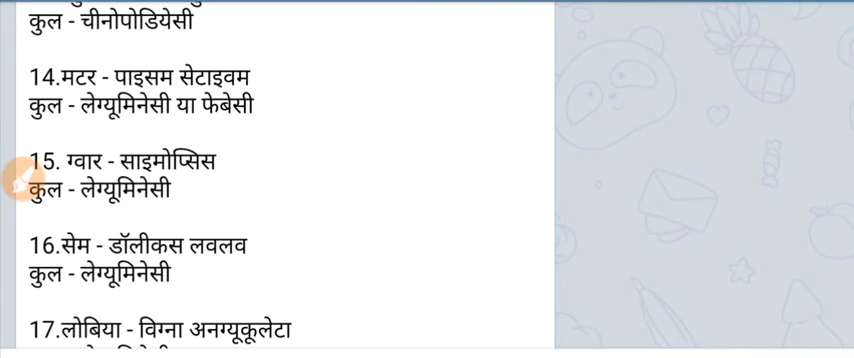 कुल - चीनोपोडियेसी
14.मटर - पाइसम सेटाइवम
कुल - लेग्यूमिनेसी या फेबेसी
15. ग्वार - साइमोप्सिस
कुल - लेग्यूमिनेसी
16.सेम - डॉलीकस लवलव
कुल - लेग्यूमिनेसी
17.लोबिया - विग्ना अनग्यूकूलेटा